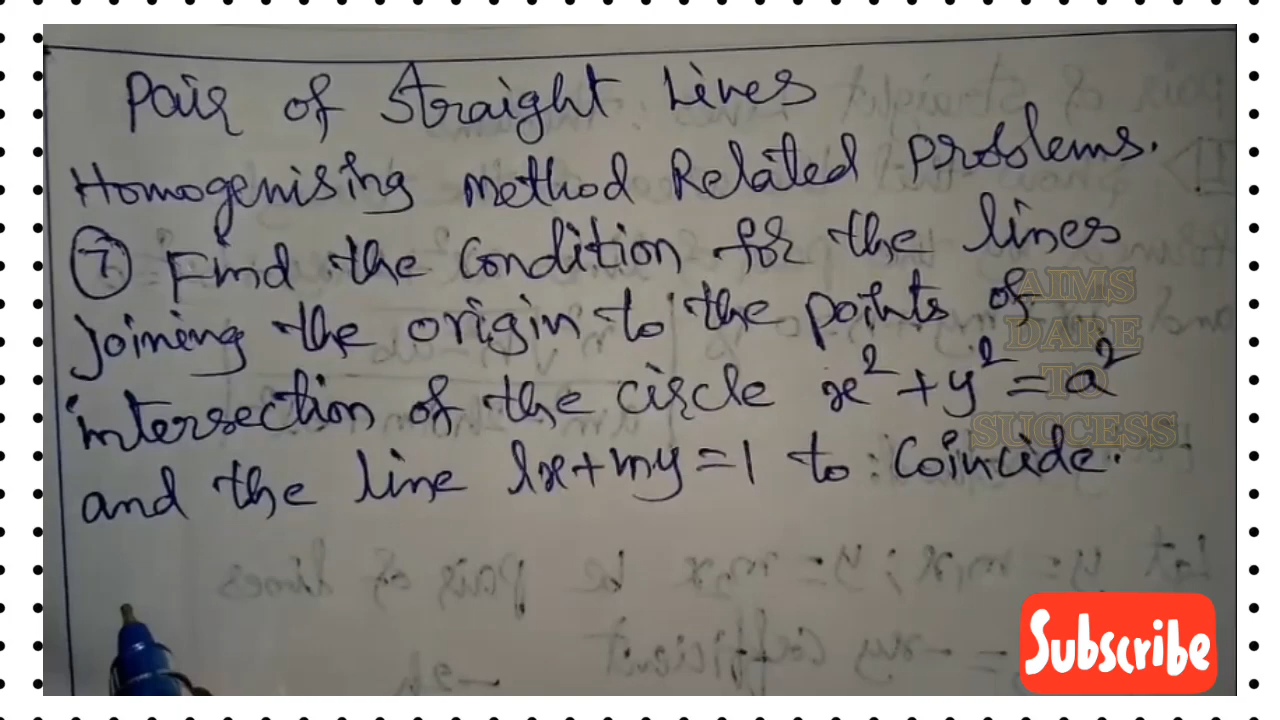 Pair of Straight Lines
Homogenising method Related problems.
⑦ Find the Condition for the lines
joining the origin to the points of
intersection of the circle x²+y²=a²
and the line lx+my=1 to coincide.
AIMS
DARE
TO
SUCCESS
Subscribe